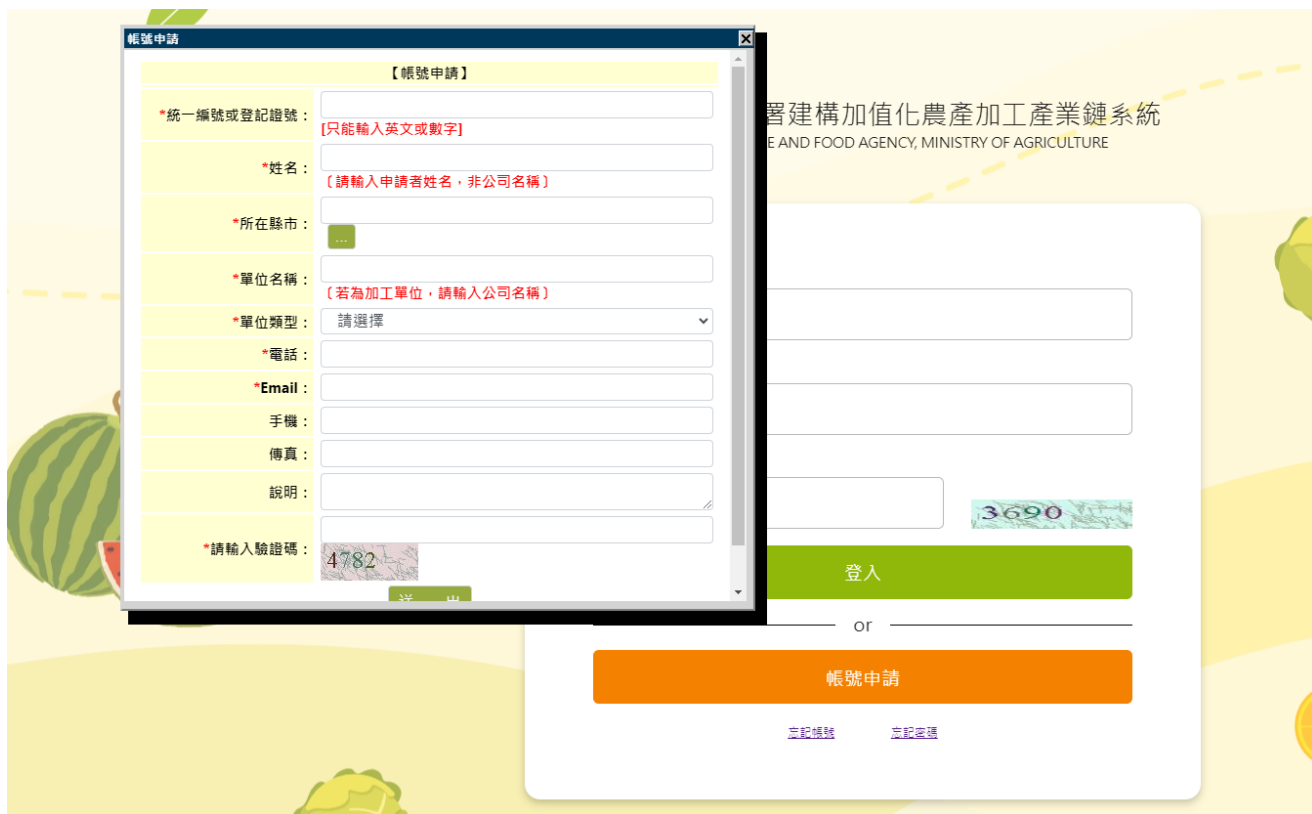 帳號申請
【帳號申請】
*統一編號或登記證號：
[只能輸入英文或數字]
*姓名：
〔請輸入申請者姓名，非公司名稱〕
*所在縣市：
...
*單位名稱：
〔若為加工單位，請輸入公司名稱〕
*單位類型：
請選擇
*電話：
*Email：
手機：
傳真：
說明：
*請輸入驗證碼：
4782
送 出
署建構加值化農產加工產業鏈系統
E AND FOOD AGENCY, MINISTRY OF AGRICULTURE
3690
登入
or
帳號申請
忘記帳號 忘記密碼